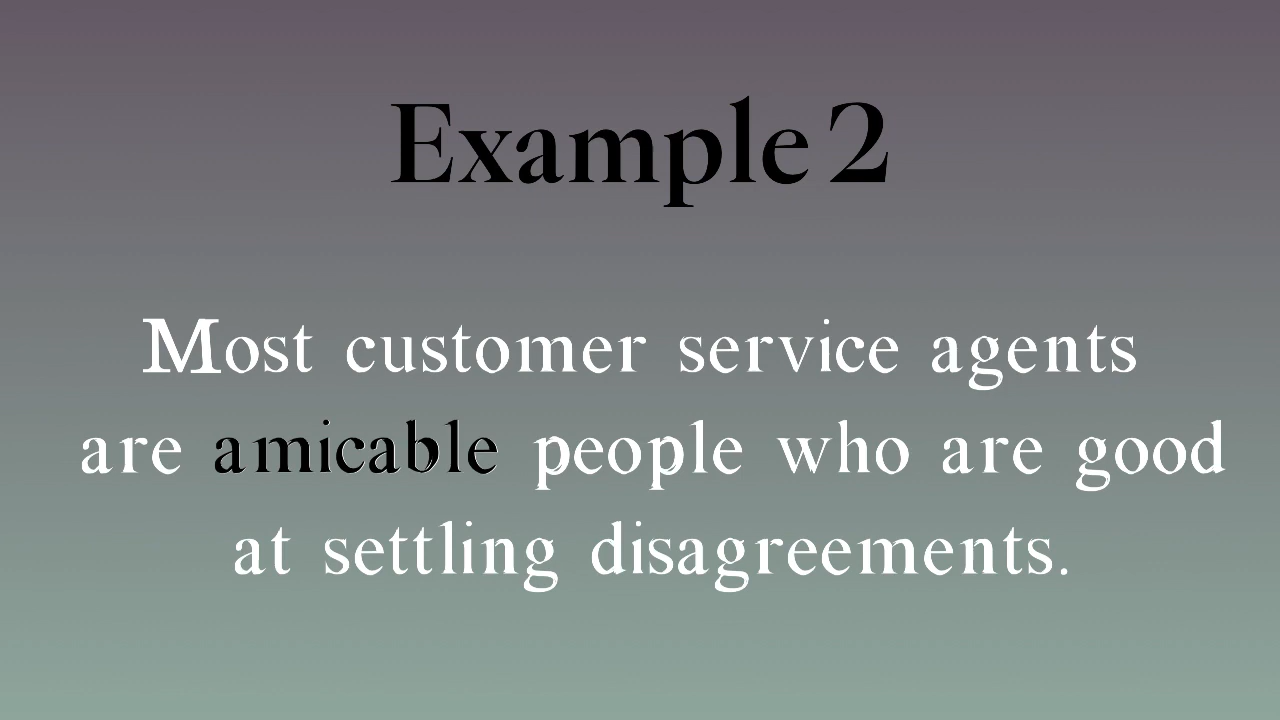 Example 2
Most customer service agents
are amicable people who are good
at settling disagreements.